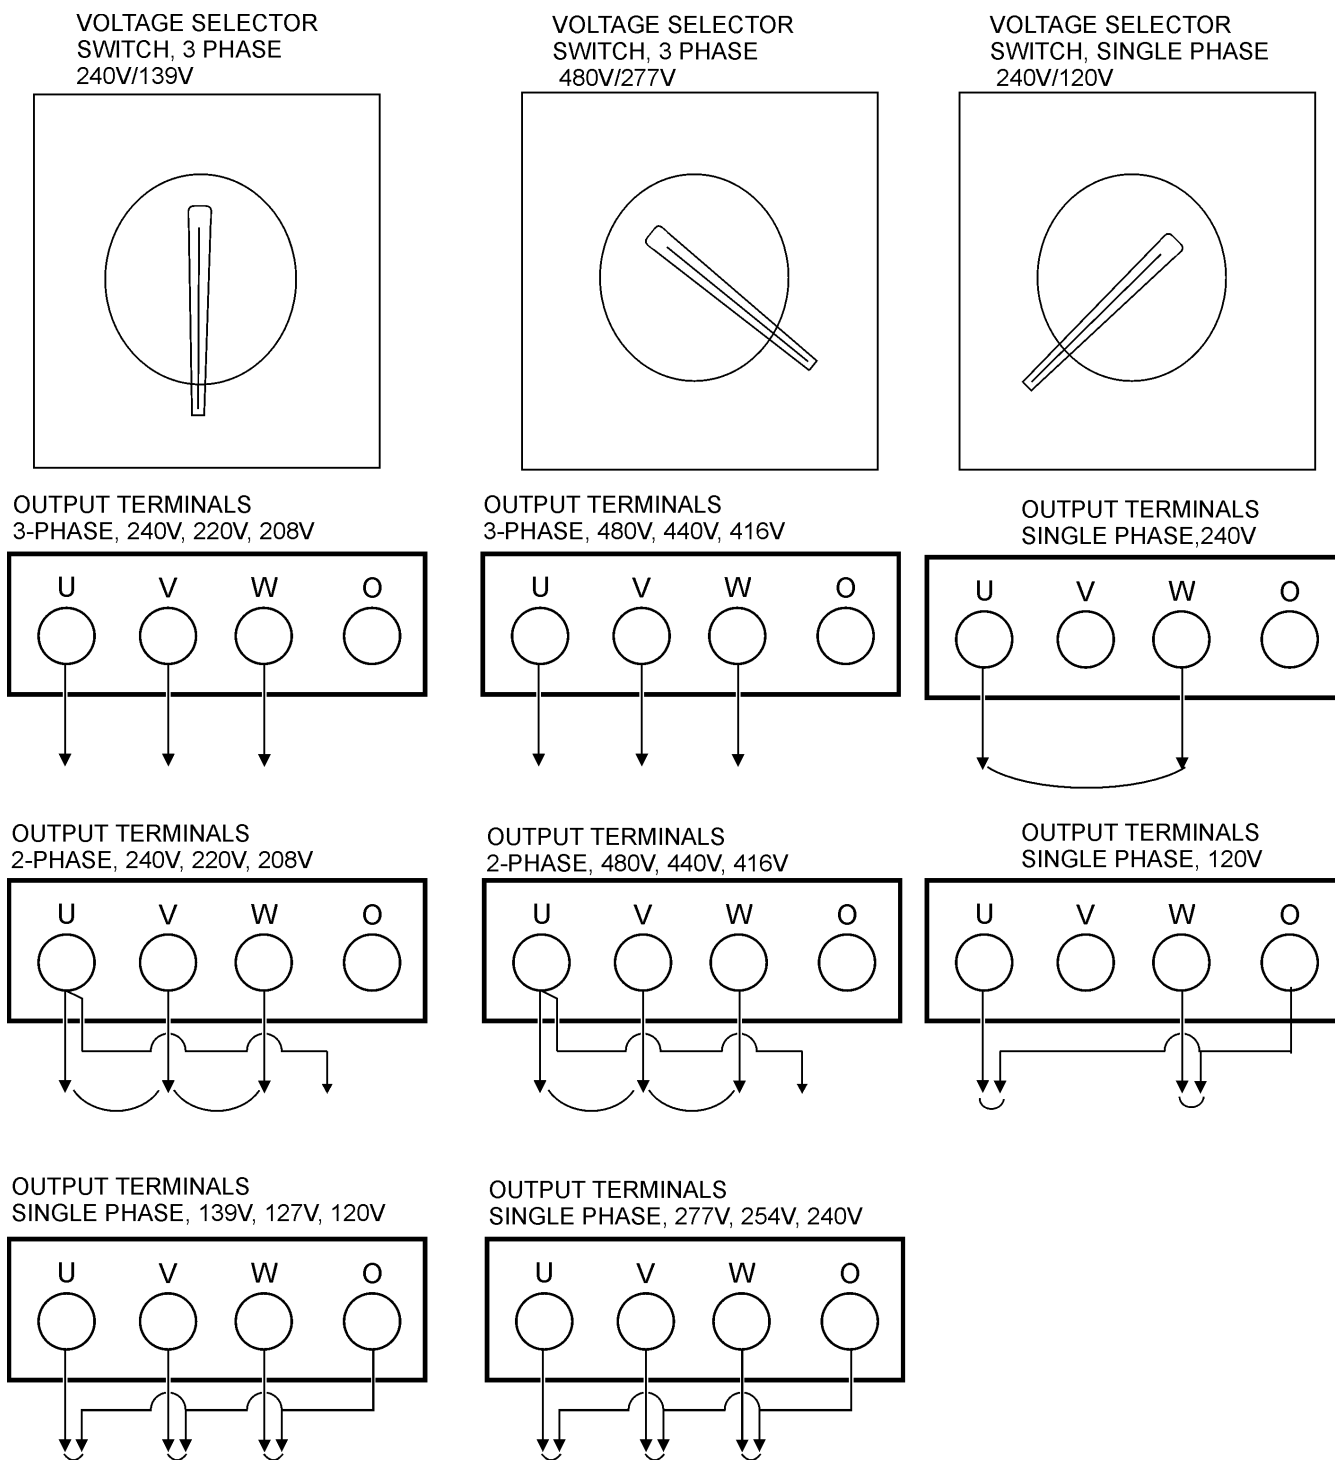 VOLTAGE SELECTOR
SWITCH, 3 PHASE
240V/139V
VOLTAGE SELECTOR
SWITCH, 3 PHASE
480V/277V
VOLTAGE SELECTOR
SWITCH, SINGLE PHASE
240V/120V
OUTPUT TERMINALS
3-PHASE, 240V, 220V, 208V
U V W O
OUTPUT TERMINALS
3-PHASE, 480V, 440V, 416V
U V W O
OUTPUT TERMINALS
SINGLE PHASE,240V
U V W O
OUTPUT TERMINALS
2-PHASE, 240V, 220V, 208V
U V W O
OUTPUT TERMINALS
2-PHASE, 480V, 440V, 416V
U V W O
OUTPUT TERMINALS
SINGLE PHASE, 120V
U V W O
OUTPUT TERMINALS
SINGLE PHASE, 139V, 127V, 120V
U V W O
OUTPUT TERMINALS
SINGLE PHASE, 277V, 254V, 240V
U V W O